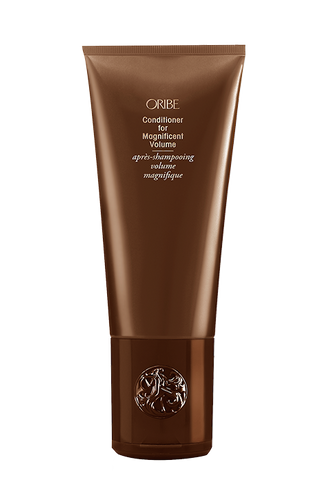 ORIBE
Conditioner
for
Magnificent
Volume
après-shampooing
volume
magnifique